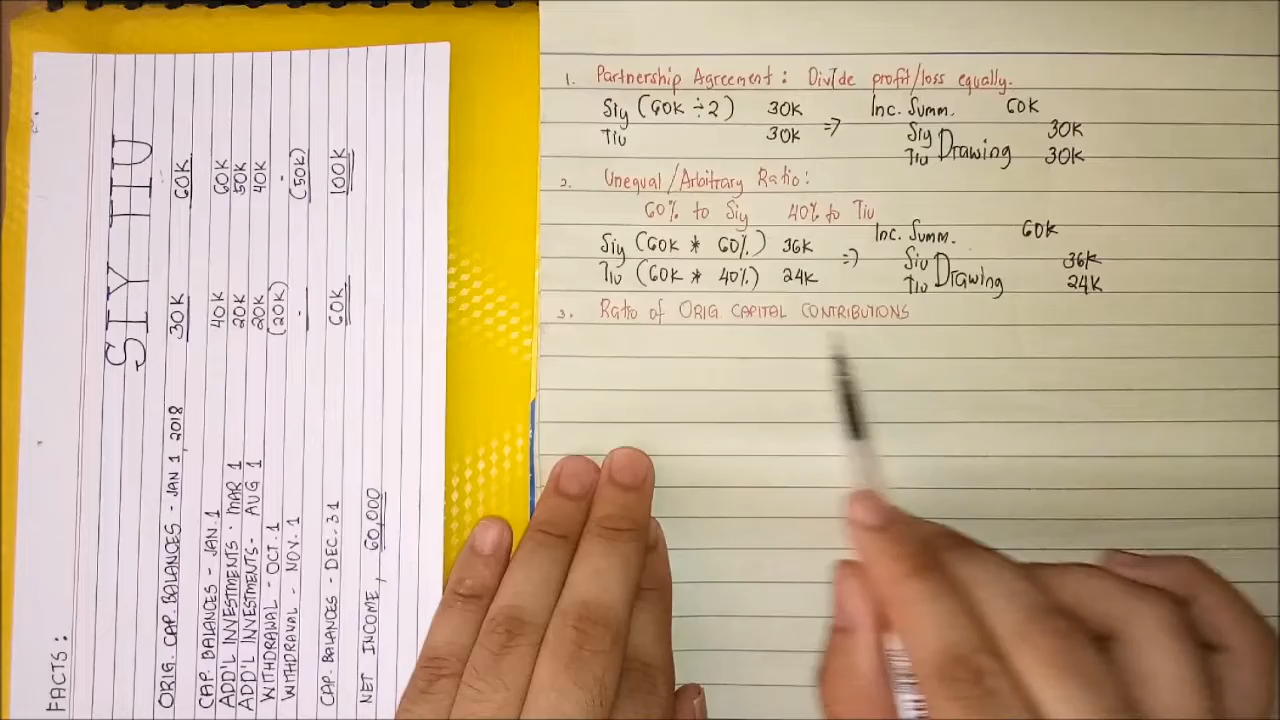 FACTS:
SIY TIU
ORIG. CAP. BALANCES - JAN 1, 2018 30K 60K
CAP. BALANCES - JAN. 1 40K 60K
ADD'L INVESTMENTS - MAR 1 20K 50K
ADD'L INVESTMENTS - AUG 1 20K 40K
WITHDRAWAL - OCT. 1 (20K) -
WITHDRAWAL - NOV. 1 - (50K)
CAP. BALANCES - DEC. 31 60K 100K
NET INCOME, 60,000
1. Partnership Agreement: Divide profit/loss equally.
Siy (60K ÷ 2) 30K => Inc. Summ. 60K
Tiu 30K Siy Drawing 30K
Tiu 30K
2. Unequal/Arbitrary Ratio:
60% to Siy 40% to Tiu
Siy (60K * 60%) 36K => Inc. Summ. 60K
Tiu (60K * 40%) 24K Siy Drawing 36K
Tiu 24K
3. Ratio of ORIG. CAPITAL CONTRIBUTIONS